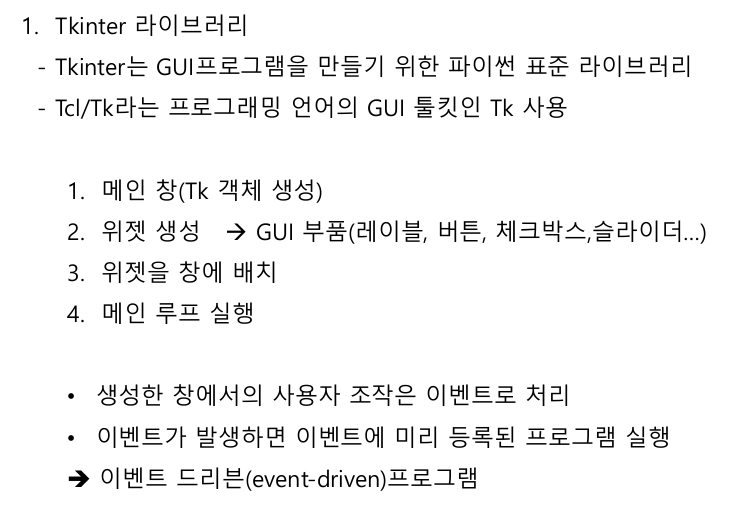 1. Tkinter 라이브러리
- Tkinter는 GUI프로그램을 만들기 위한 파이썬 표준 라이브러리
- Tcl/Tk라는 프로그래밍 언어의 GUI 툴킷인 Tk 사용
1. 메인 창(Tk 객체 생성)
2. 위젯 생성 → GUI 부품(레이블, 버튼, 체크박스,슬라이더...)
3. 위젯을 창에 배치
4. 메인 루프 실행
• 생성한 창에서의 사용자 조작은 이벤트로 처리
• 이벤트가 발생하면 이벤트에 미리 등록된 프로그램 실행
➔ 이벤트 드리븐(event-driven)프로그램